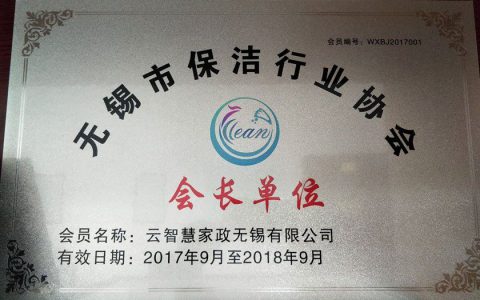 会员编号：WXBJ2017001
无锡市保洁行业协会
Clean
会长单位
会员名称：云智慧家政无锡有限公司
有效日期：2017年9月至2018年9月